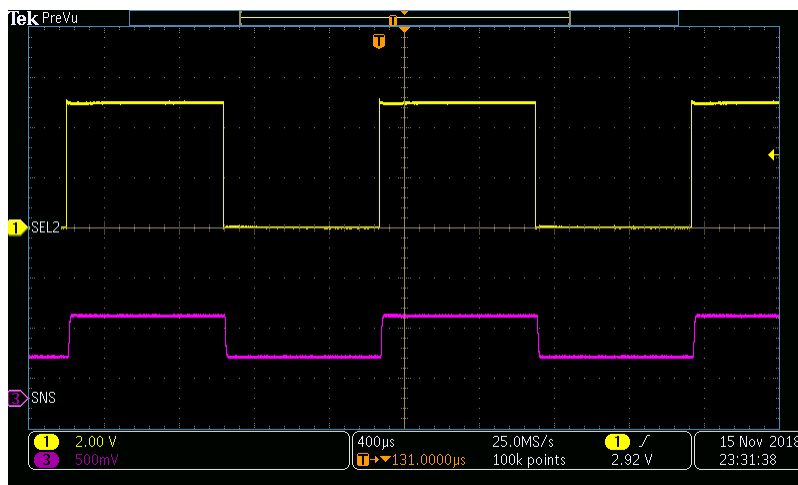 Tek PreVu
T
T
1 SEL2
3 SNS
1 2.00 V
3 500mV
400µs 25.0MS/s 1 /
T→▼131.0000µs 100k points 2.92 V
15 Nov 2018
23:31:38